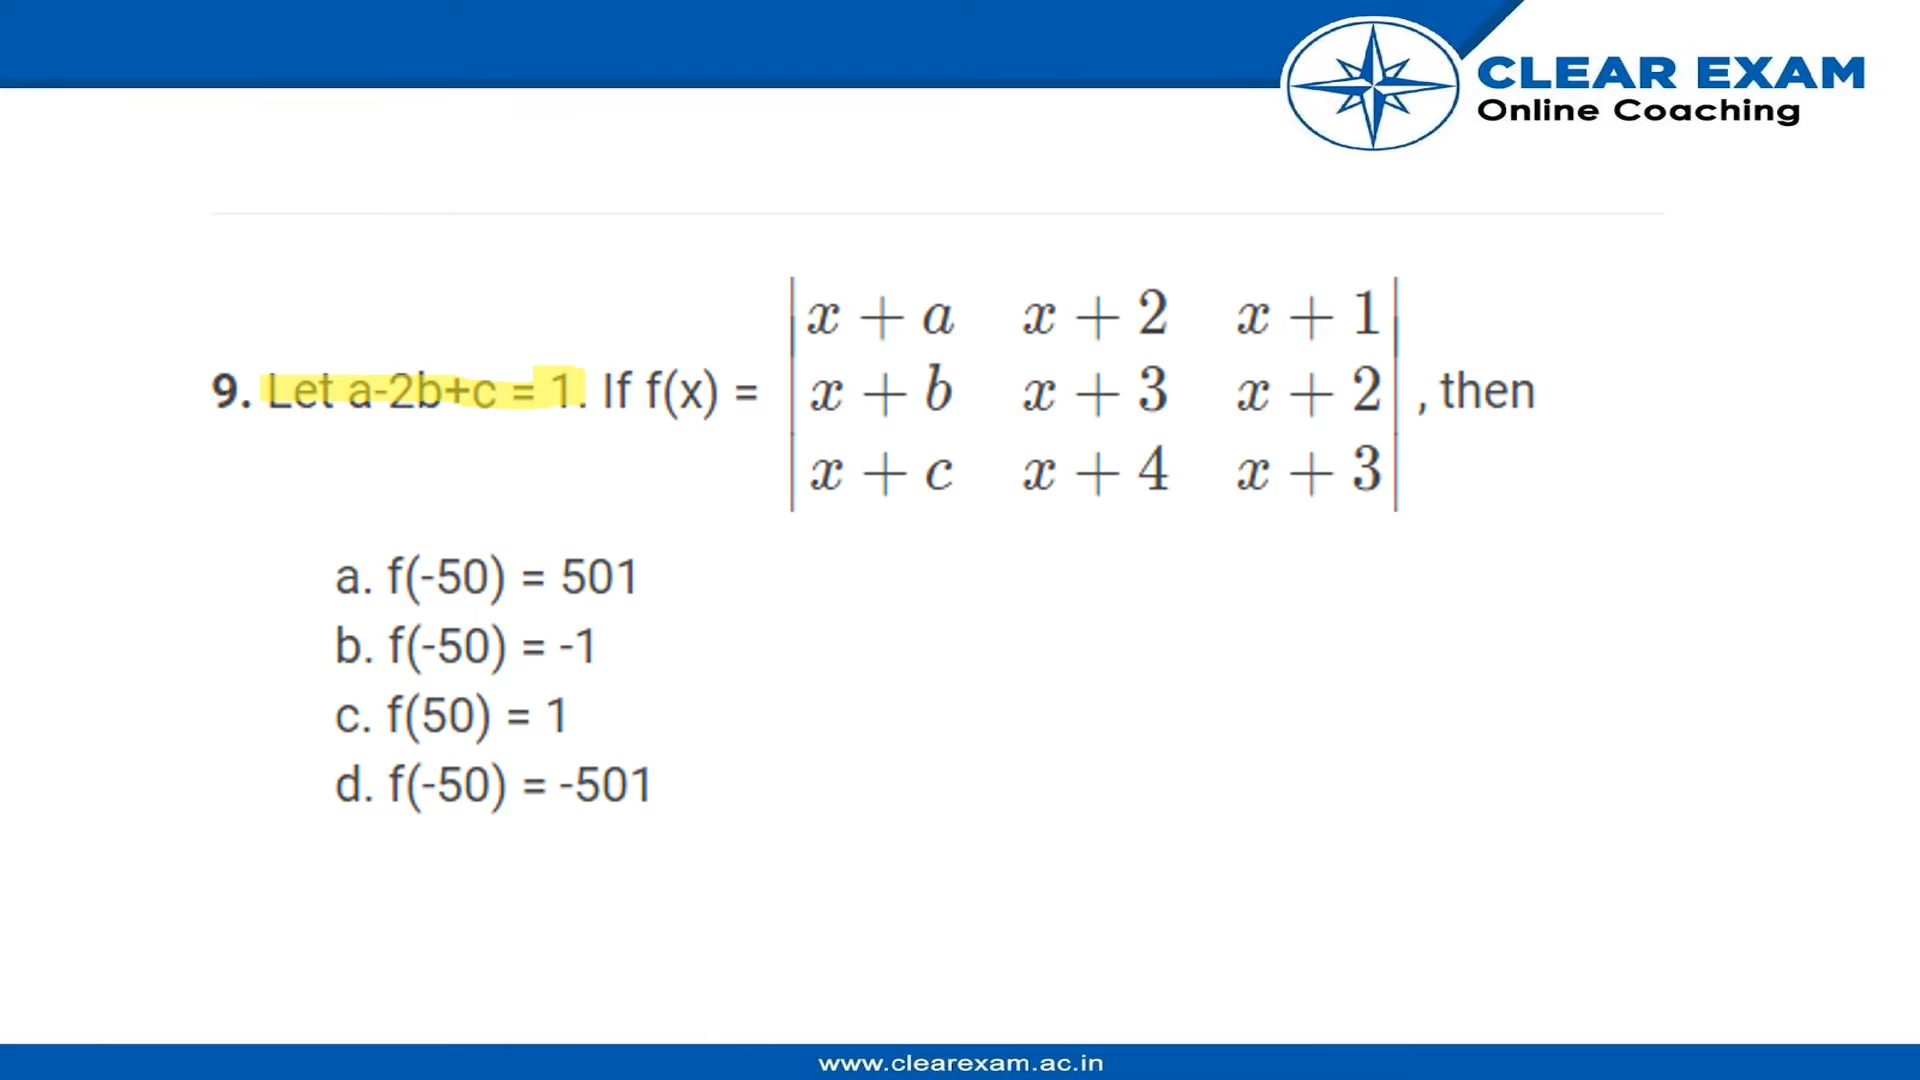 CLEAR EXAM
Online Coaching
9. Let a-2b+c = 1. If f(x) = | x + a   x + 2   x + 1 |
| x + b   x + 3   x + 2 | , then
| x + c   x + 4   x + 3 |
a. f(-50) = 501
b. f(-50) = -1
c. f(50) = 1
d. f(-50) = -501
www.clearexam.ac.in